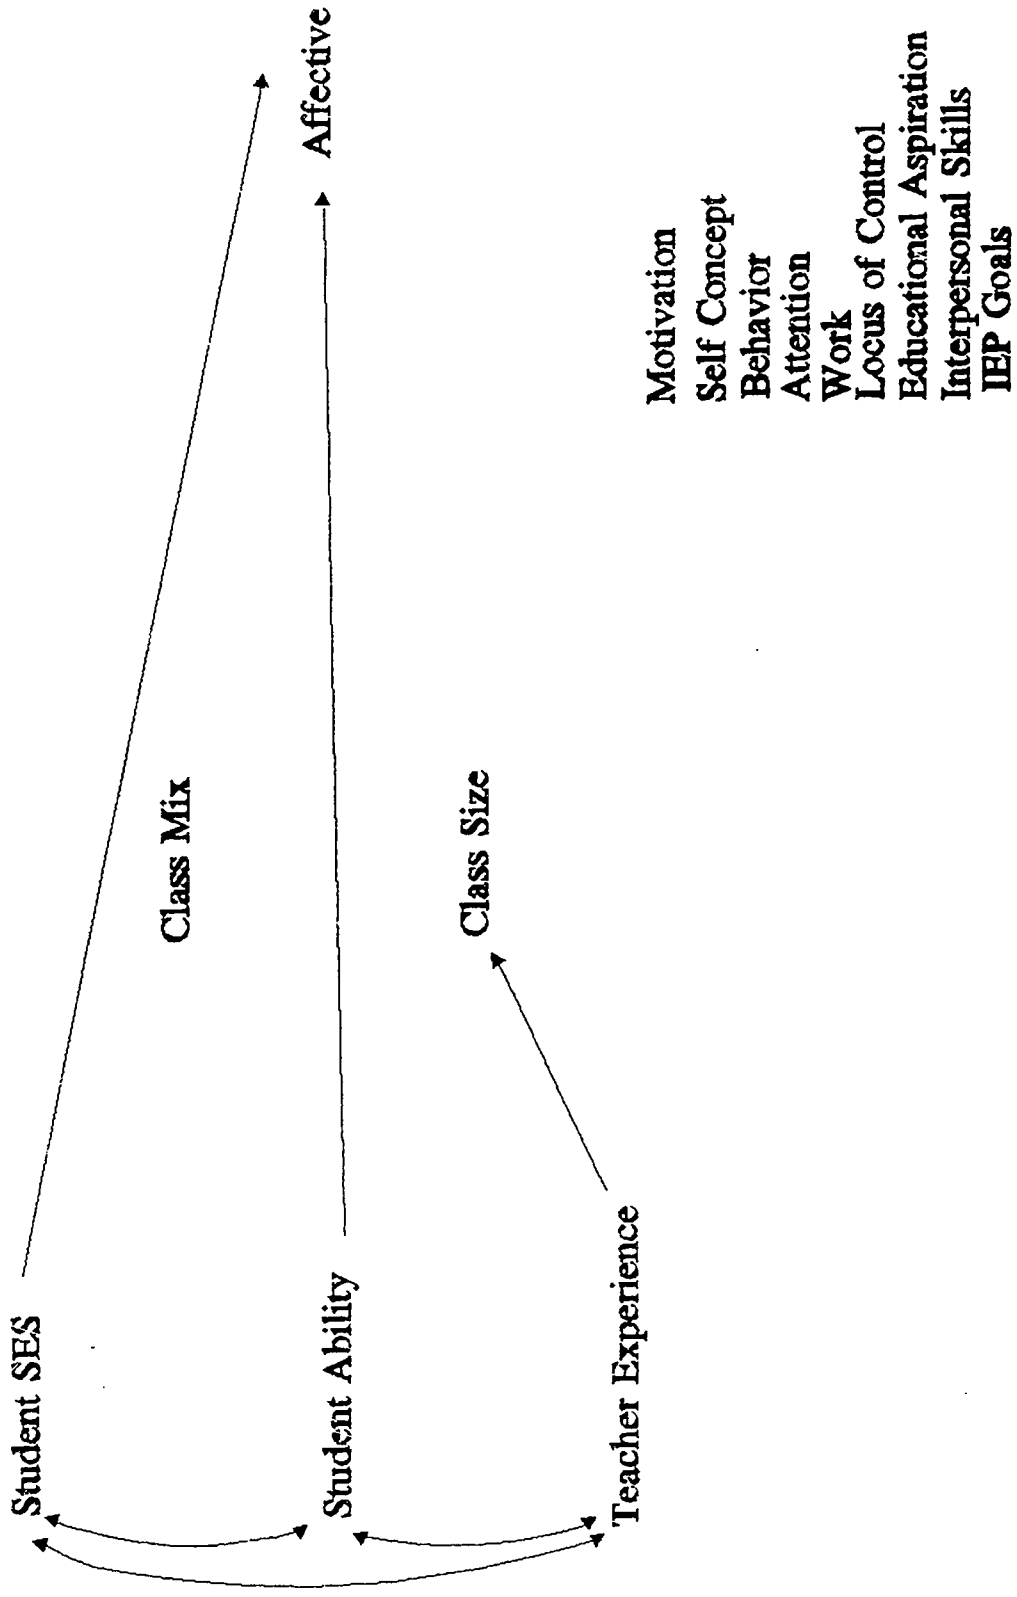 Student SES
Class Mix
Affective
Student Ability
Class Size
Teacher Experience
Motivation
Self Concept
Behavior
Attention
Work
Locus of Control
Educational Aspiration
Interpersonal Skills
IEP Goals